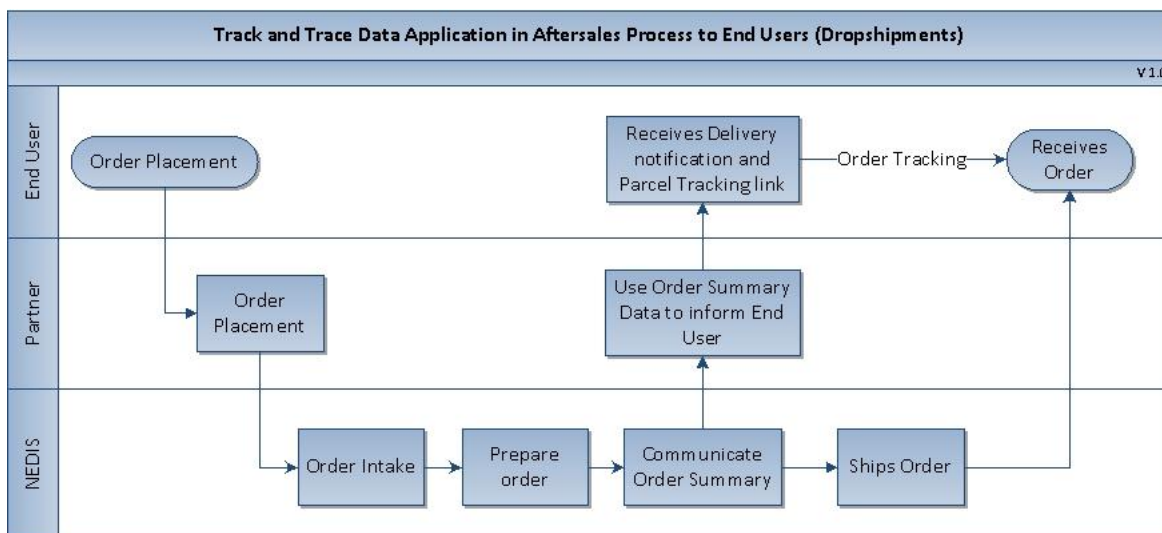 Track and Trace Data Application in Aftersales Process to End Users (Dropshipments)
V 1.0
End User
Order Placement
Receives Delivery
notification and
Parcel Tracking link
Order Tracking
Receives
Order
Partner
Order
Placement
Use Order Summary
Data to inform End
User
NEDIS
Order Intake
Prepare
order
Communicate
Order Summary
Ships Order